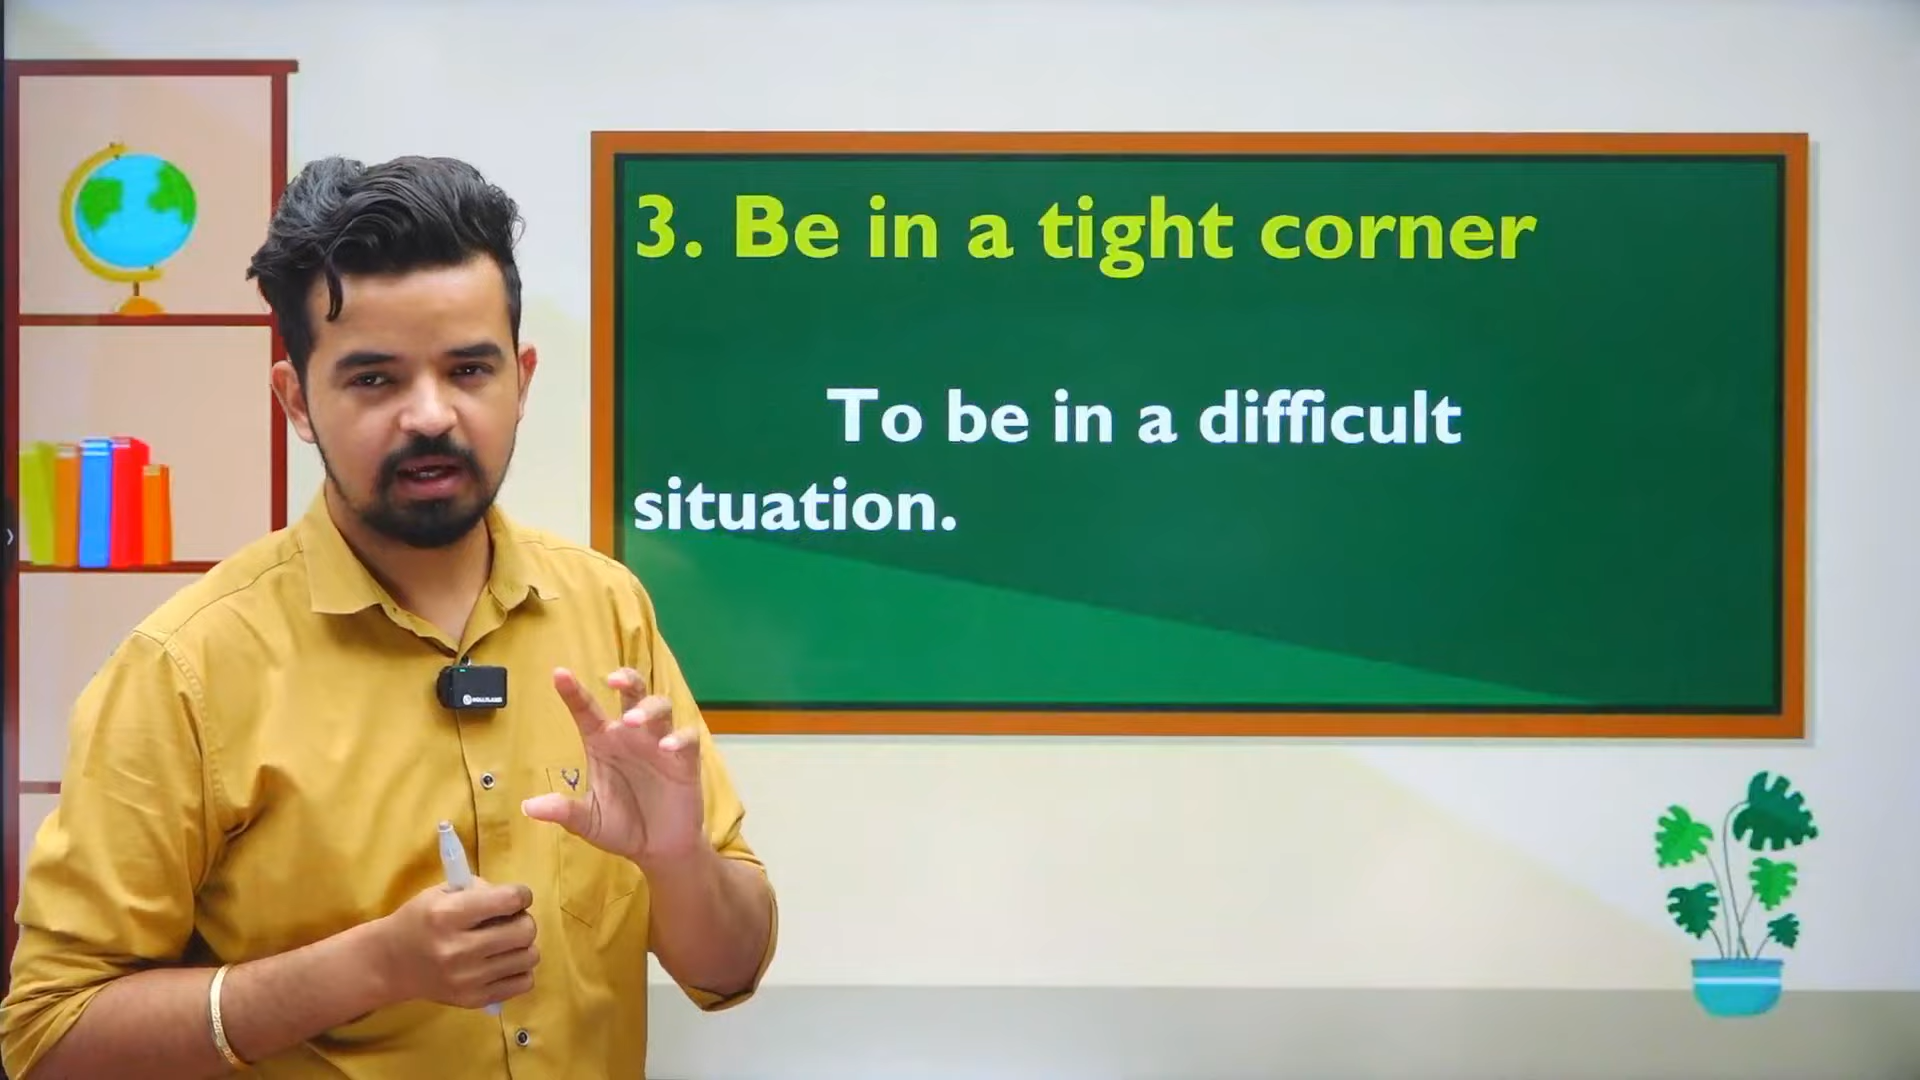 3. Be in a tight corner
To be in a difficult
situation.